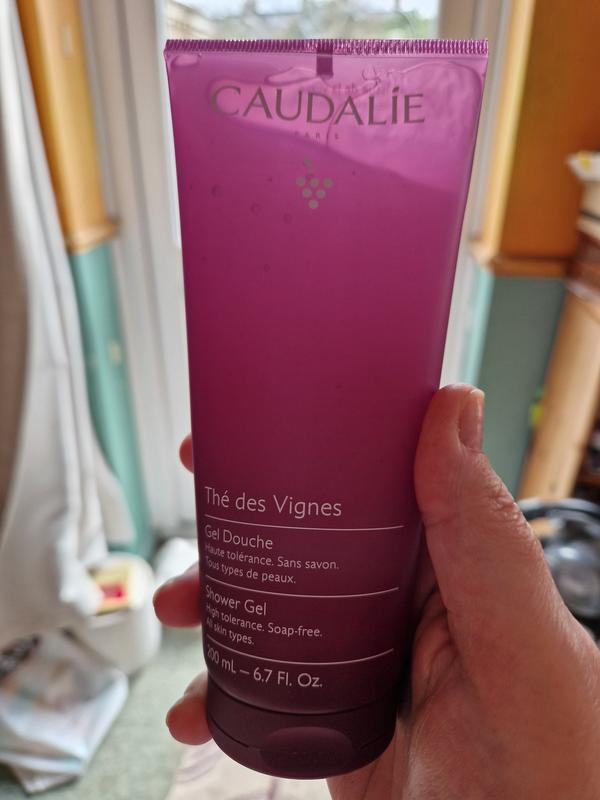 CAUDALÍE
PARIS
Thé des Vignes
Gel Douche
Haute tolérance. Sans savon.
Tous types de peaux.
Shower Gel
High tolerance. Soap-free.
All skin types.
200 mL – 6.7 Fl. Oz.